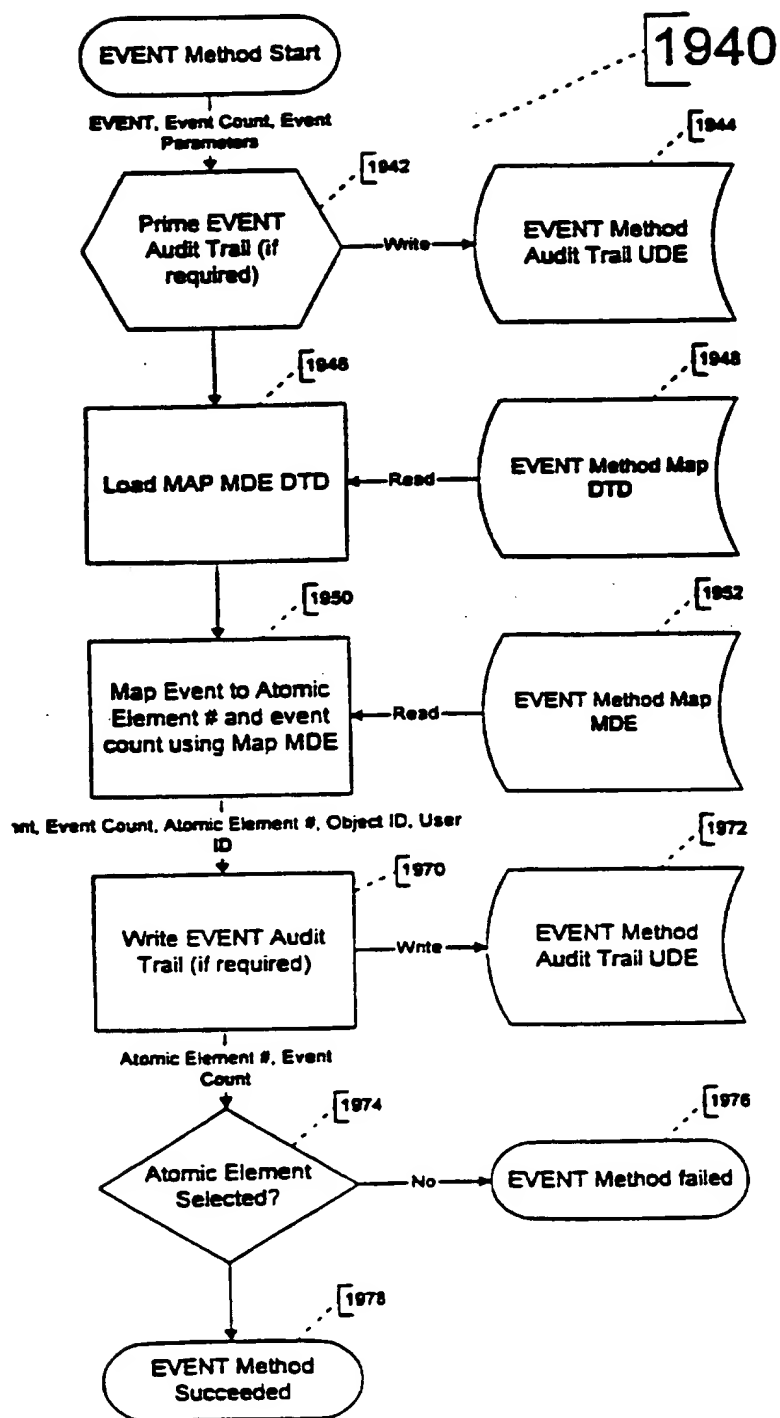 EVENT Method Start
1940
EVENT, Event Count, Event
Parameters
1942
1944
Prime EVENT
Audit Trail (if
required)
Write
EVENT Method
Audit Trail UDE
1946
1948
Load MAP MDE DTD
Read
EVENT Method Map
DTD
1950
1952
Map Event to Atomic
Element # and event
count using Map MDE
Read
EVENT Method Map
MDE
Event Count, Atomic Element #, Object ID, User
ID
1970
1972
Write EVENT Audit
Trail (if required)
Write
EVENT Method
Audit Trail UDE
Atomic Element #, Event
Count
1974
1976
Atomic Element
Selected?
No
EVENT Method failed
1978
EVENT Method
Succeeded